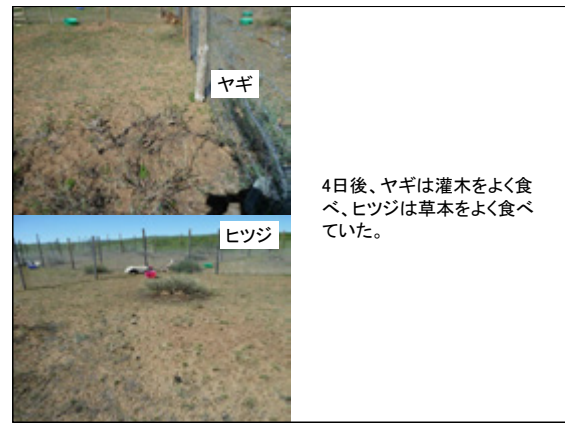 ヤギ
ヒツジ
4日後、ヤギは灌木をよく食
べ、ヒツジは草本をよく食べ
ていた。